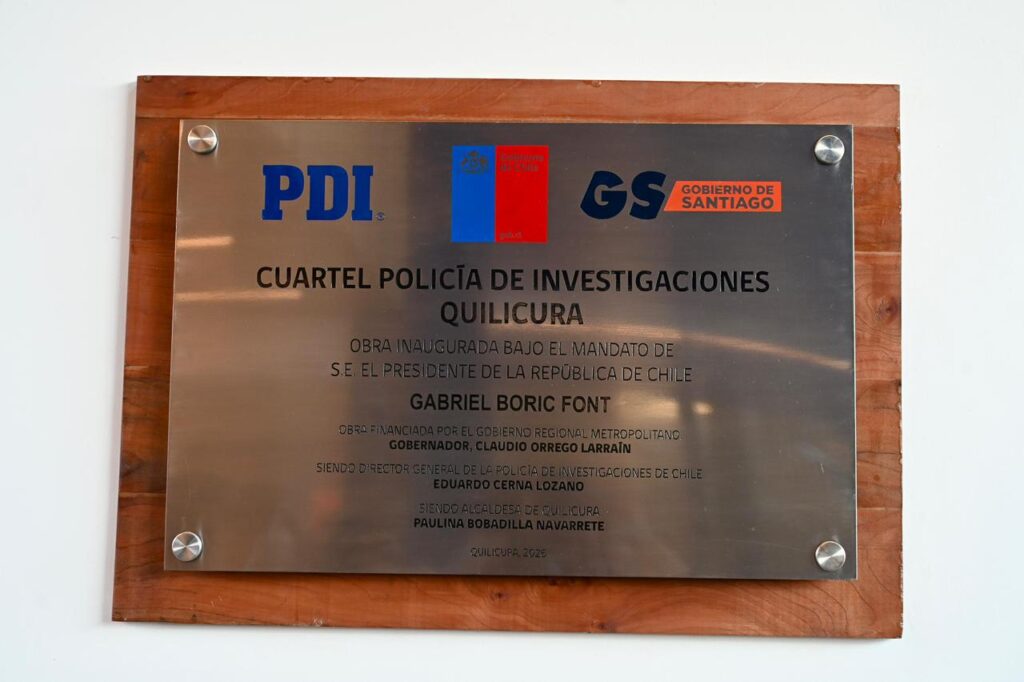 PDI
Gobierno
de Chile
gob.cl
GS
GOBIERNO DE
SANTIAGO
CUARTEL POLICÍA DE INVESTIGACIONES
QUILICURA
OBRA INAUGURADA BAJO EL MANDATO DE
S.E. EL PRESIDENTE DE LA REPÚBLICA DE CHILE
GABRIEL BORIC FONT
OBRA FINANCIADA POR EL GOBIERNO REGIONAL METROPOLITANO
GOBERNADOR, CLAUDIO ORREGO LARRAÍN
SIENDO DIRECTOR GENERAL DE LA POLICÍA DE INVESTIGACIONES DE CHILE
EDUARDO CERNA LOZANO
SIENDO ALCALDESA DE QUILICURA
PAULINA BOBADILLA NAVARRETE
QUILICURA, 2026